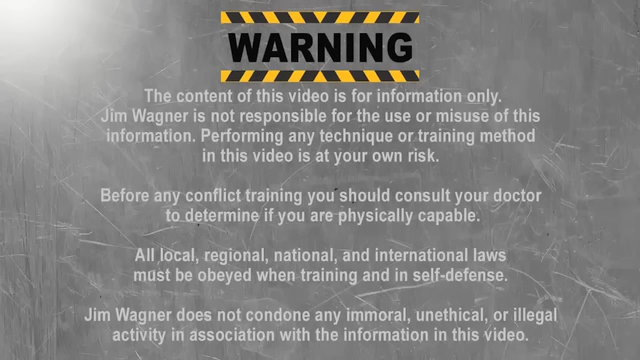 WARNING
The content of this video is for information only.
Jim Wagner is not responsible for the use or misuse of this
information. Performing any technique or training method
in this video is at your own risk.
Before any conflict training you should consult your doctor
to determine if you are physically capable.
All local, regional, national, and international laws
must be obeyed when training and in self-defense.
Jim Wagner does not condone any immoral, unethical, or illegal
activity in association with the information in this video.